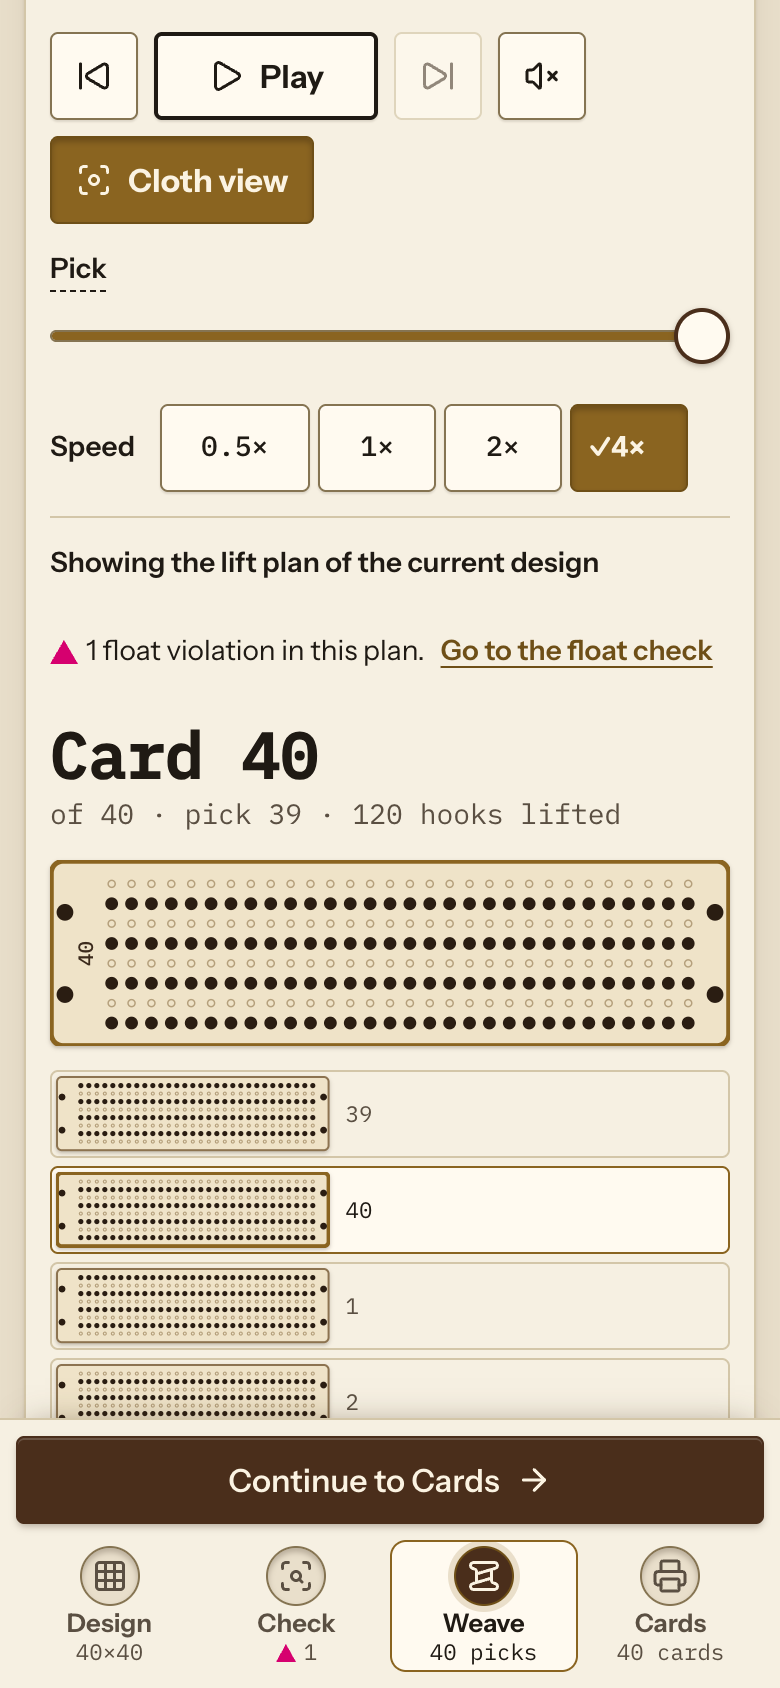 Play
Cloth view
Pick
Speed 0.5× 1× 2× ✓4×
Showing the lift plan of the current design
1 float violation in this plan. Go to the float check
Card 40
of 40 · pick 39 · 120 hooks lifted
40
39
40
1
2
Continue to Cards →
Design Check Weave Cards
40×40 1 40 picks 40 cards